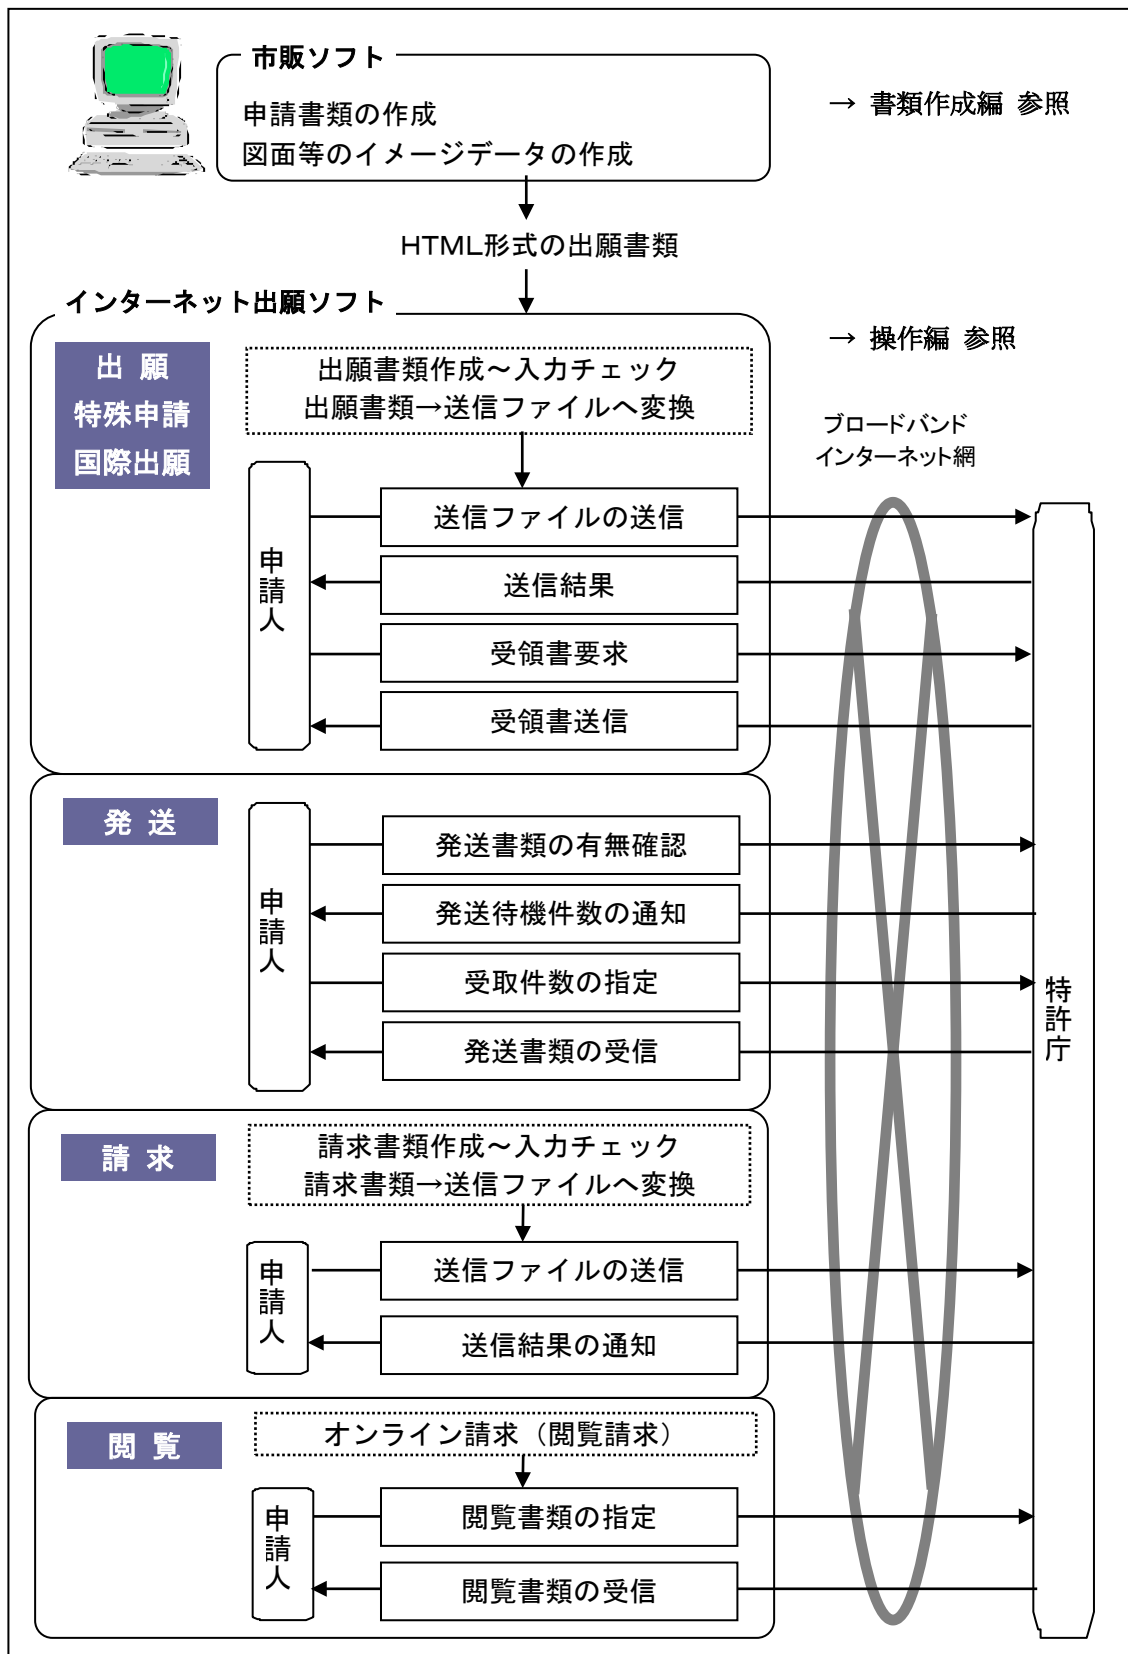 市販ソフト
申請書類の作成
図面等のイメージデータの作成
→ 書類作成編 参照
HTML形式の出願書類
インターネット出願ソフト
→ 操作編 参照
出 願
特殊申請
国際出願
出願書類作成～入力チェック
出願書類→送信ファイルへ変換
ブロードバンド
インターネット網
申請人
送信ファイルの送信
送信結果
受領書要求
受領書送信
発 送
申請人
発送書類の有無確認
発送待機件数の通知
受取件数の指定
発送書類の受信
特許庁
請 求
請求書類作成～入力チェック
請求書類→送信ファイルへ変換
申請人
送信ファイルの送信
送信結果の通知
閲 覧
オンライン請求（閲覧請求）
申請人
閲覧書類の指定
閲覧書類の受信